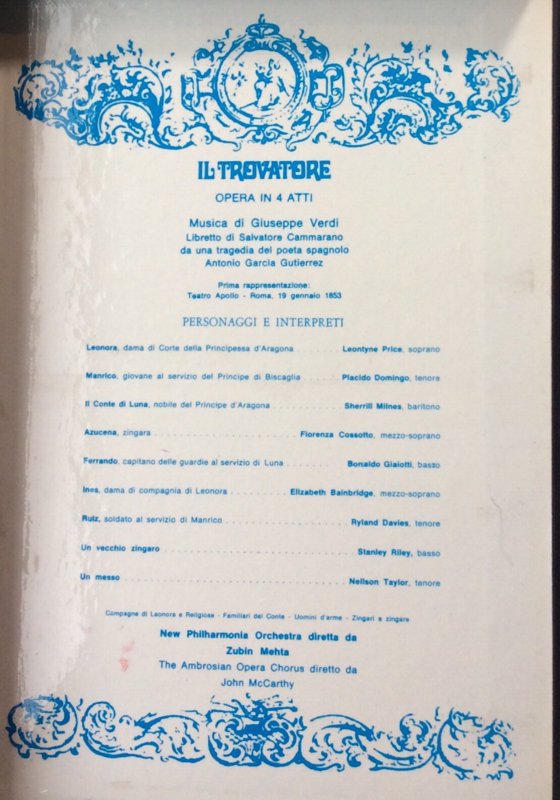 IL TROVATORE
OPERA IN 4 ATTI
Musica di Giuseppe Verdi
Libretto di Salvatore Cammarano
da una tragedia del poeta spagnolo
Antonio Garcia Gutierrez
Prima rappresentazione:
Teatro Apollo - Roma, 19 gennaio 1853
PERSONAGGI E INTERPRETI
Leonora, dama di Corte della Principessa d'Aragona . . . . . . . Leontyne Price, soprano
Manrico, giovane al servizio del Principe di Biscaglia . . . . Placido Domingo, tenore
Il Conte di Luna, nobile del Principe d'Aragona . . . . . . . . . . Sherrill Milnes, baritono
Azucena, zingara . . . . . . . . . . . . . . . . . . . . . . Fiorenza Cossotto, mezzo-soprano
Ferrando, capitano delle guardie al servizio di Luna . . . . . . Bonaldo Giaiotti, basso
Ines, dama di compagnia di Leonora . . . . . . . . . Elizabeth Bainbridge, mezzo-soprano
Ruiz, soldato al servizio di Manrico . . . . . . . . . . . . . . . . . . Ryland Davies, tenore
Un vecchio zingaro . . . . . . . . . . . . . . . . . . . . . . . . . . . . Stanley Riley, basso
Un messo . . . . . . . . . . . . . . . . . . . . . . . . . . . . . . . . Neilson Taylor, tenore
Compagne di Leonora e Religiose - Familiari del Conte - Uomini d'arme - Zingari e zingare
New Philharmonia Orchestra diretta da
Zubin Mehta
The Ambrosian Opera Chorus diretto da
John McCarthy